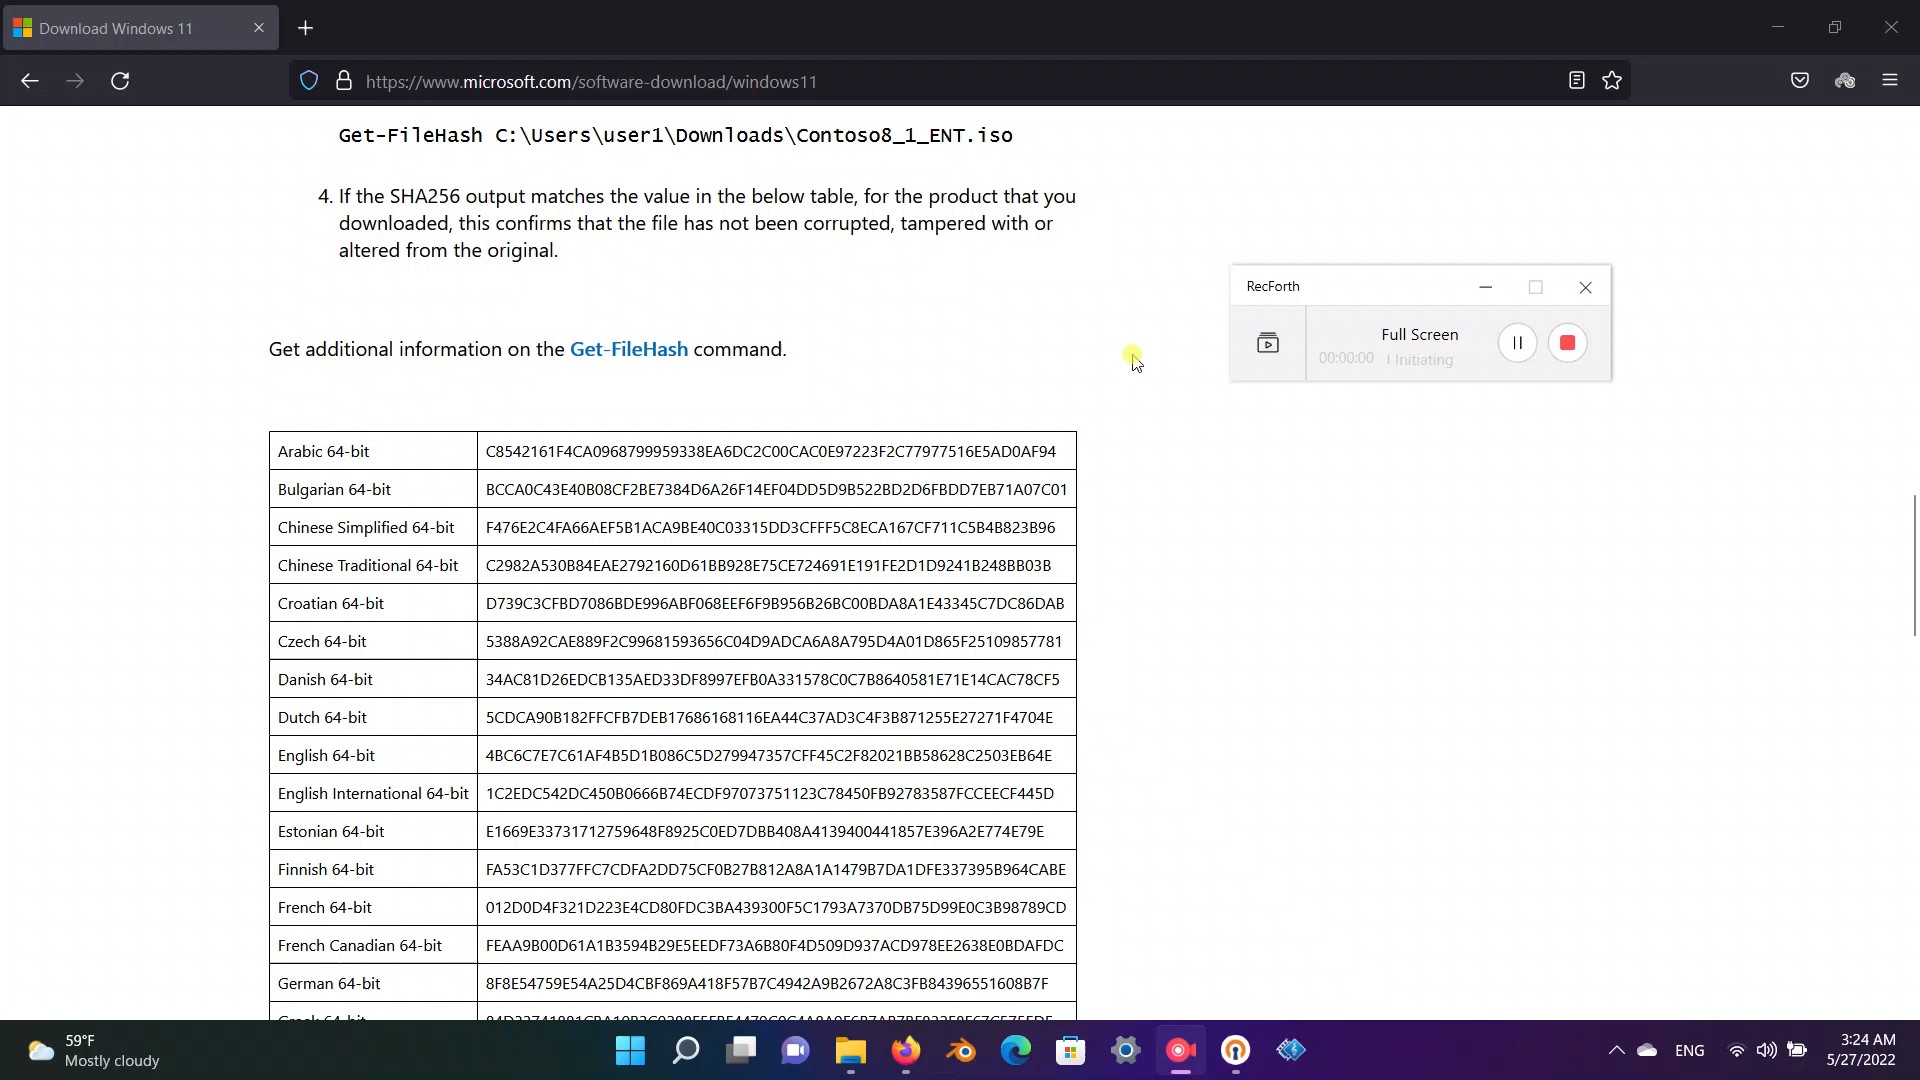 Download Windows 11
https://www.microsoft.com/software-download/windows11
Get-FileHash C:\Users\user1\Downloads\Contoso8_1_ENT.iso
4. If the SHA256 output matches the value in the below table, for the product that you
downloaded, this confirms that the file has not been corrupted, tampered with or
altered from the original.
RecForth
Full Screen
00:00:00 | Initiating
Get additional information on the Get-FileHash command.
Arabic 64-bit C8542161F4CA0968799959338EA6DC2C00CAC0E97223F2C77977516E5AD0AF94
Bulgarian 64-bit BCCA0C43E40B08CF2BE7384D6A26F14EF04DD5D9B522BD2D6FBDD7EB71A07C01
Chinese Simplified 64-bit F476E2C4FA66AEF5B1ACA9BE40C03315DD3CFFF5C8ECA167CF711C5B4B823B96
Chinese Traditional 64-bit C2982A530B84EAE2792160D61BB928E75CE724691E191FE2D1D9241B248BB03B
Croatian 64-bit D739C3CFBD7086BDE996ABF068EEF6F9B956B26BC00BDA8A1E43345C7DC86DAB
Czech 64-bit 5388A92CAE889F2C99681593656C04D9ADCA6A8A795D4A01D865F25109857781
Danish 64-bit 34AC81D26EDCB135AED33DF8997EFB0A331578C0C7B8640581E71E14CAC78CF5
Dutch 64-bit 5CDCA90B182FFCFB7DEB17686168116EA44C37AD3C4F3B871255E27271F4704E
English 64-bit 4BC6C7E7C61AF4B5D1B086C5D279947357CFF45C2F82021BB58628C2503EB64E
English International 64-bit 1C2EDC542DC450B0666B74ECDF97073751123C78450FB92783587FCCEECF445D
Estonian 64-bit E1669E33731712759648F8925C0ED7DBB408A4139400441857E396A2E774E79E
Finnish 64-bit FA53C1D377FFC7CDFA2DD75CF0B27B812A8A1A1479B7DA1DFE337395B964CABE
French 64-bit 012D0D4F321D223E4CD80FDC3BA439300F5C1793A7370DB75D99E0C3B98789CD
French Canadian 64-bit FEAA9B00D61A1B3594B29E5EEDF73A6B80F4D509D937ACD978EE2638E0BDAFDC
German 64-bit 8F8E54759E54A25D4CBF869A418F57B7C4942A9B2672A8C3FB84396551608B7F
59°F
Mostly cloudy
ENG
3:24 AM
5/27/2022